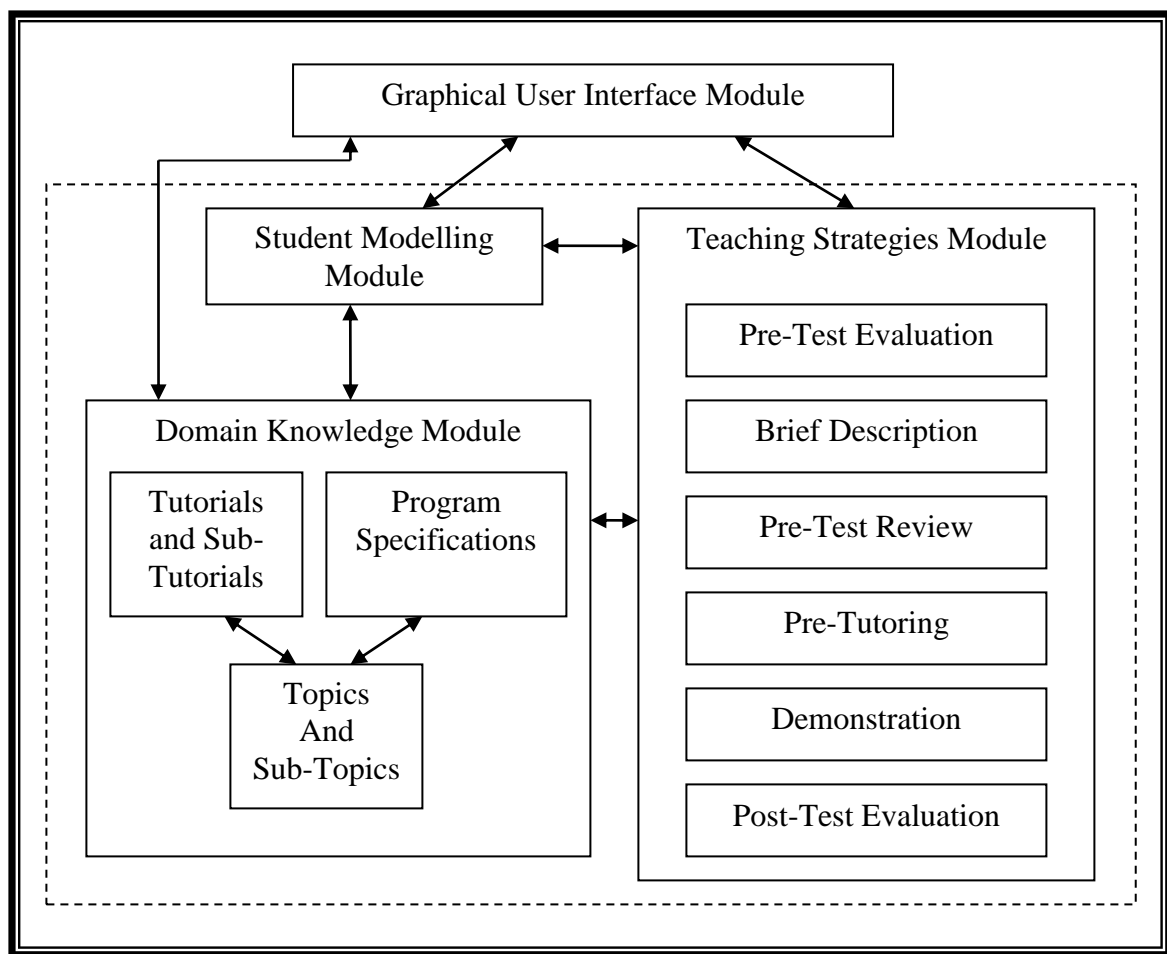 Graphical User Interface Module
Student Modelling
Module
Teaching Strategies Module
Pre-Test Evaluation
Brief Description
Pre-Test Review
Pre-Tutoring
Demonstration
Post-Test Evaluation
Domain Knowledge Module
Tutorials
and Sub-
Tutorials
Program
Specifications
Topics
And
Sub-Topics